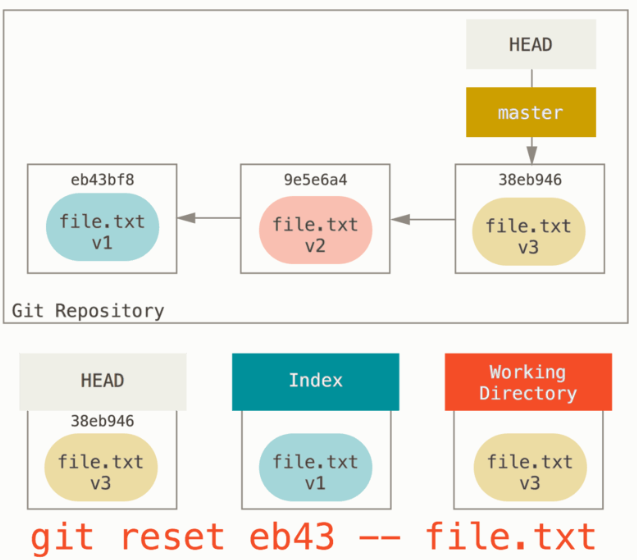 HEAD
master
eb43bf8
9e5e6a4
38eb946
file.txt
v1
file.txt
v2
file.txt
v3
Git Repository
HEAD
Index
Working
Directory
38eb946
file.txt
v3
file.txt
v1
file.txt
v3
git reset eb43 –– file.txt